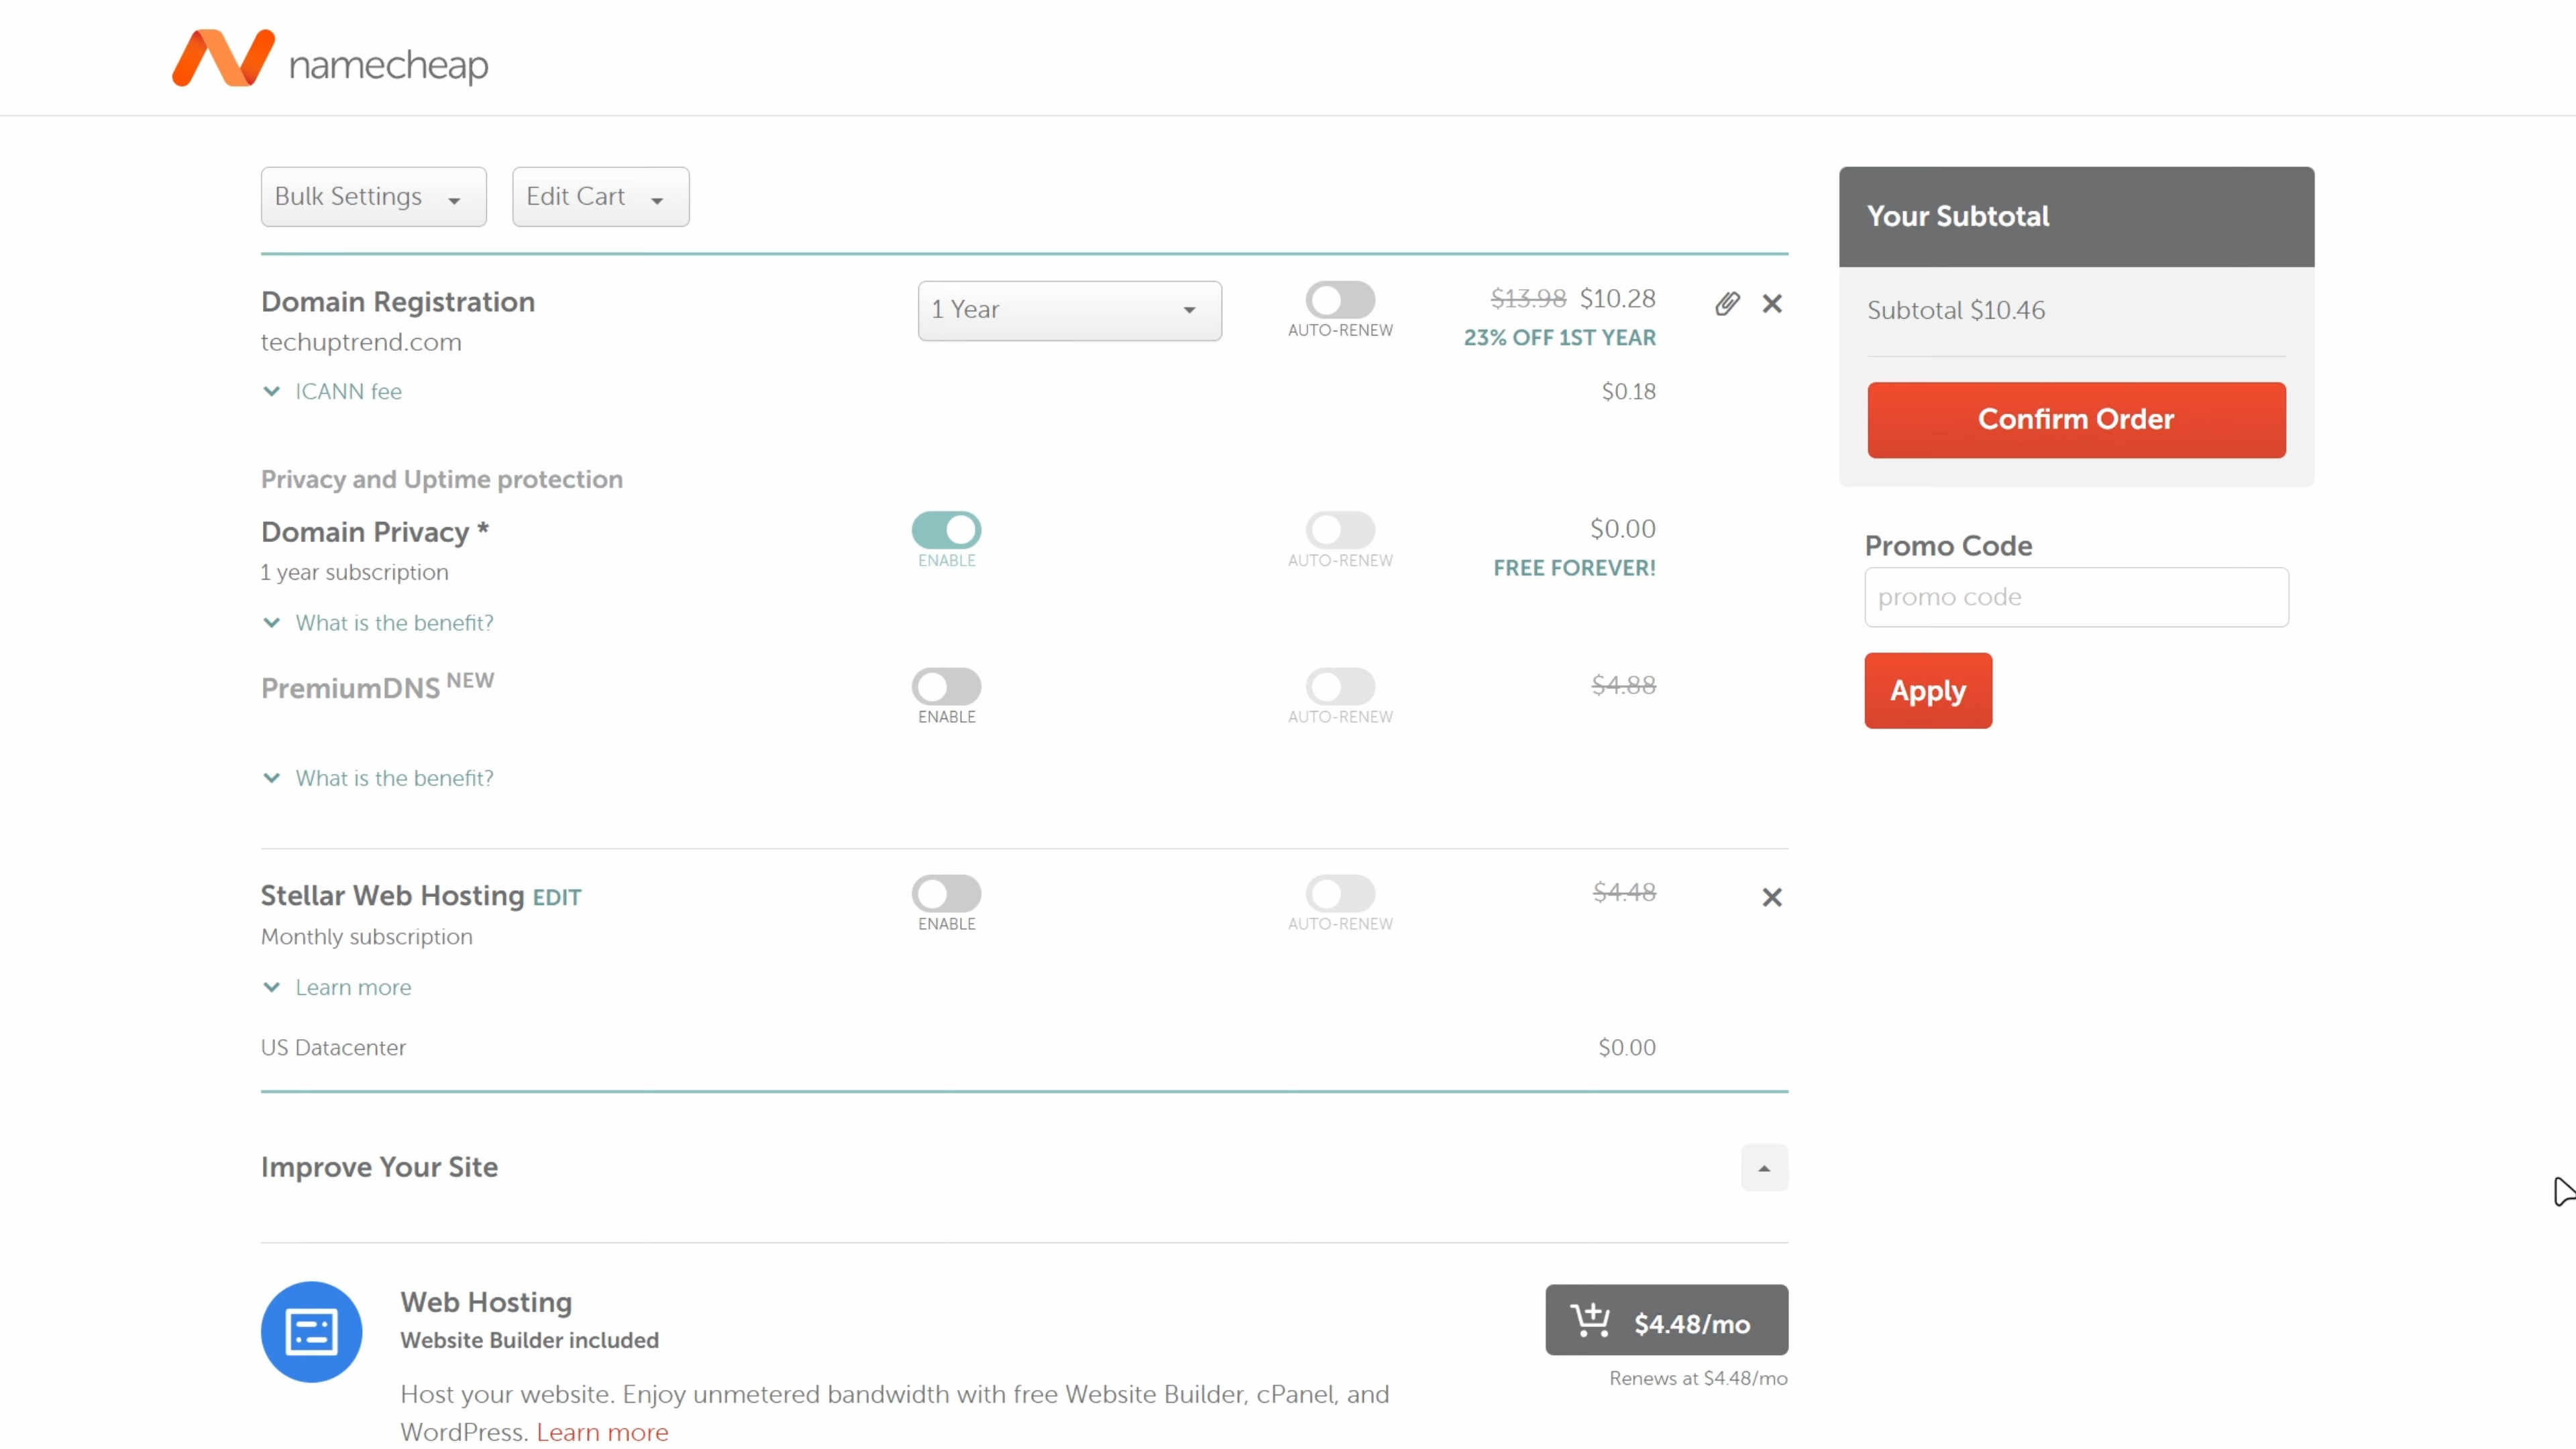 namecheap
Bulk Settings
Edit Cart
Your Subtotal
Domain Registration
1 Year
AUTO-RENEW
$13.98 $10.28
23% OFF 1ST YEAR
techuptrend.com
ICANN fee
$0.18
Subtotal $10.46
Confirm Order
Privacy and Uptime protection
Domain Privacy *
ENABLE
AUTO-RENEW
$0.00
FREE FOREVER!
1 year subscription
What is the benefit?
Promo Code
promo code
Apply
PremiumDNS NEW
ENABLE
AUTO-RENEW
$4.88
What is the benefit?
Stellar Web Hosting EDIT
ENABLE
AUTO-RENEW
$4.48
Monthly subscription
Learn more
US Datacenter
$0.00
Improve Your Site
Web Hosting
Website Builder included
$4.48/mo
Renews at $4.48/mo
Host your website. Enjoy unmetered bandwidth with free Website Builder, cPanel, and
WordPress. Learn more